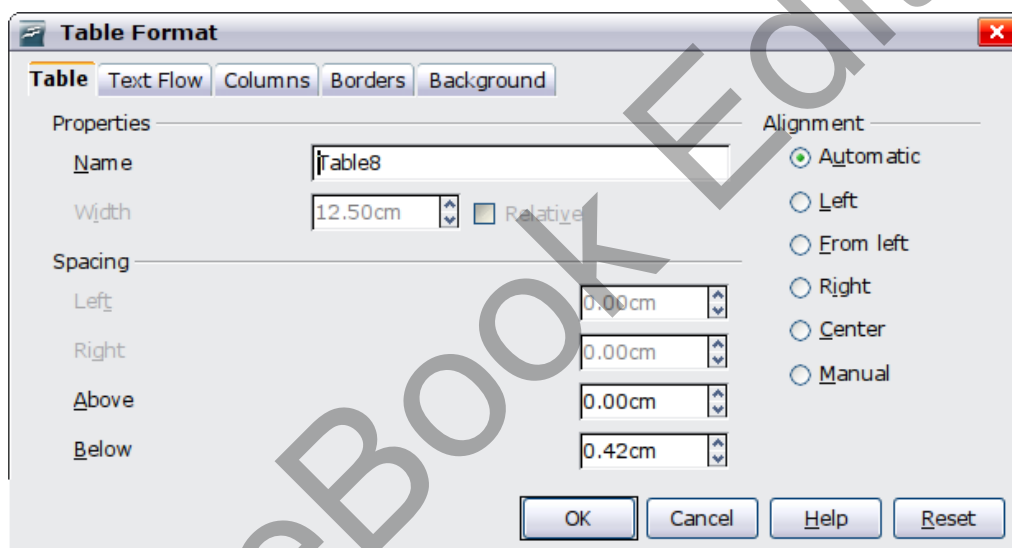 Table Format
Table Text Flow Columns Borders Background
Properties
Name Table8
Width 12.50cm Relative
Spacing
Left 0.00cm
Right 0.00cm
Above 0.00cm
Below 0.42cm
Alignment
Automatic
Left
From left
Right
Center
Manual
OK Cancel Help Reset
eBook Edi